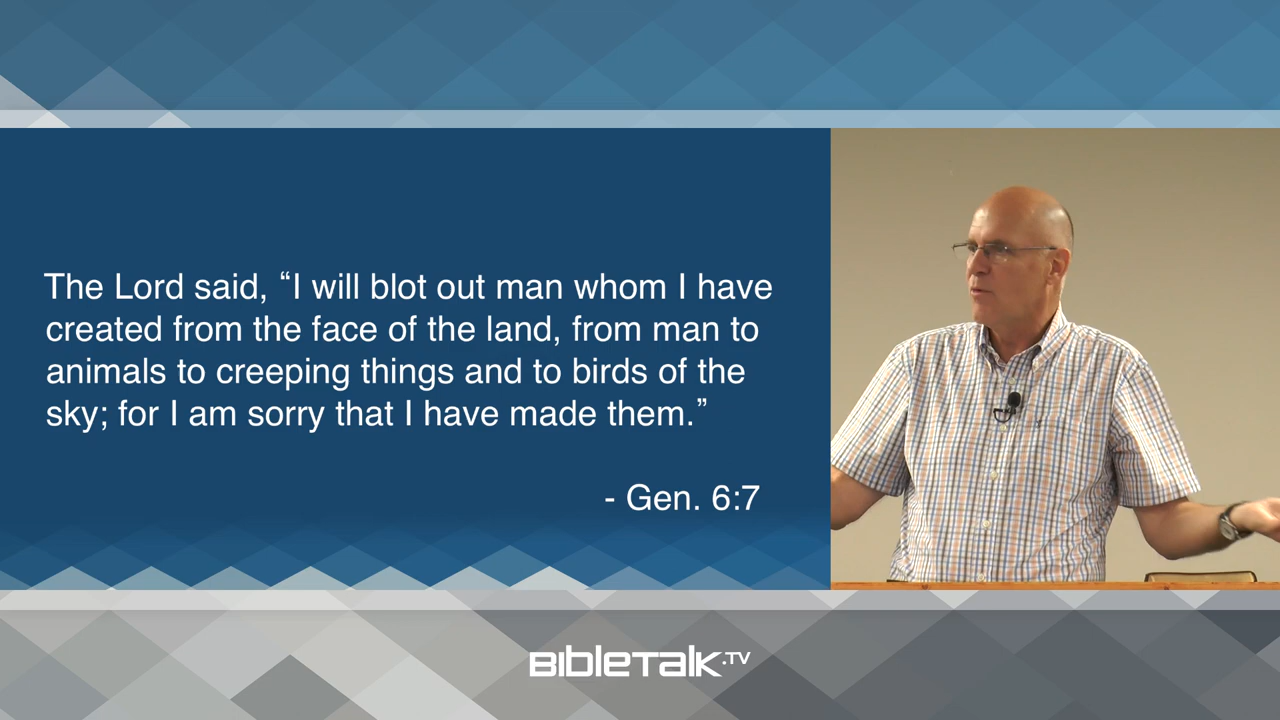 The Lord said, “I will blot out man whom I have
created from the face of the land, from man to
animals to creeping things and to birds of the
sky; for I am sorry that I have made them.”
- Gen. 6:7
BIBLETALK.TV